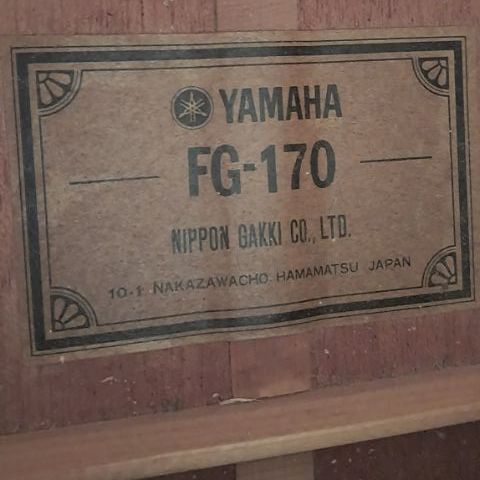 YAMAHA
FG-170
NIPPON GAKKI CO., LTD.
10-1 NAKAZAWACHO HAMAMATSU JAPAN